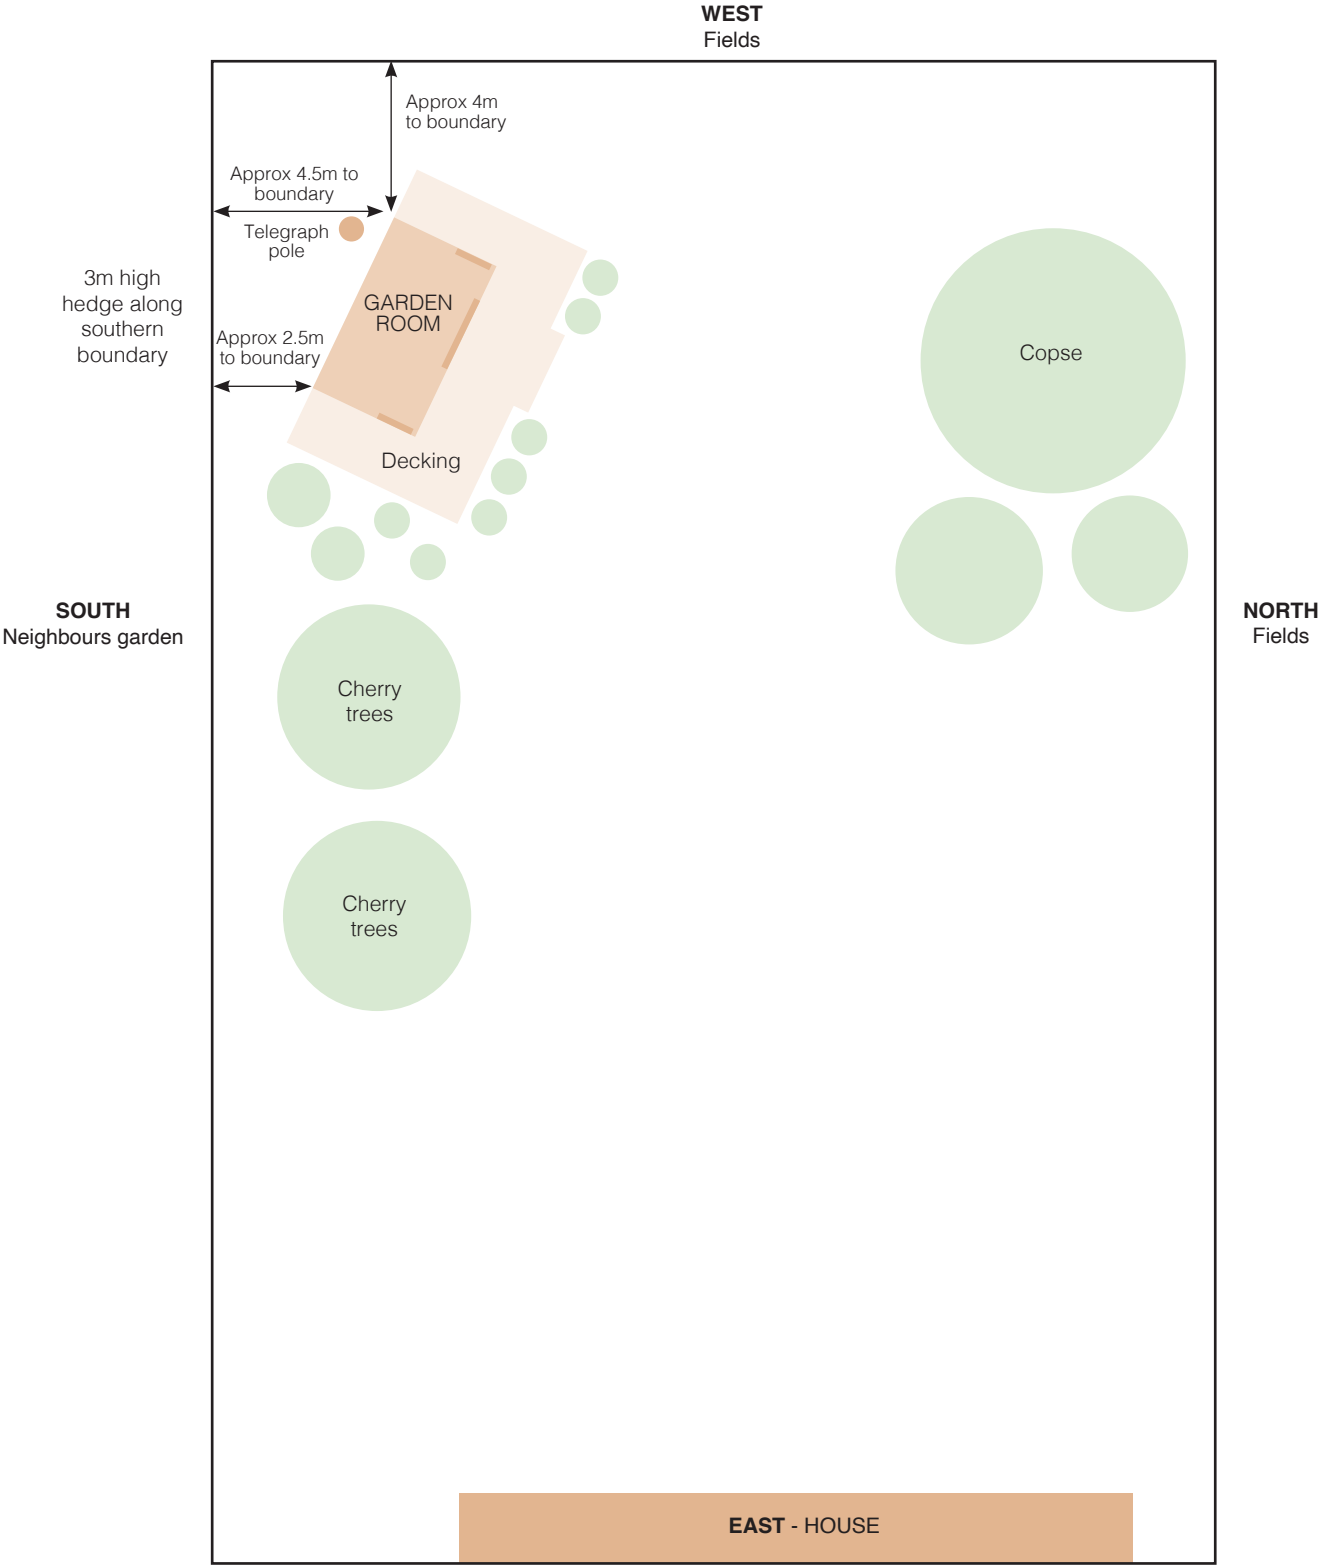 WEST
Fields
Approx 4m
to boundary
Approx 4.5m to
boundary
Telegraph
pole
3m high
hedge along
southern
boundary
GARDEN
ROOM
Approx 2.5m
to boundary
Copse
Decking
SOUTH
Neighbours garden
NORTH
Fields
Cherry
trees
Cherry
trees
EAST - HOUSE